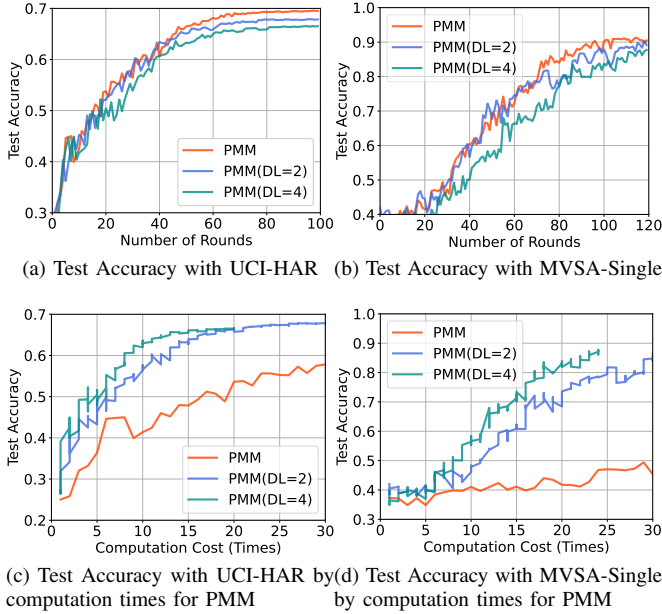 0.7
0.6
0.5
0.4
0.3
Test Accuracy
0 20 40 60 80 100
Number of Rounds
PMM
PMM(DL=2)
PMM(DL=4)
(a) Test Accuracy with UCI-HAR
1.0
0.9
0.8
0.7
0.6
0.5
0.4
Test Accuracy
0 20 40 60 80 100 120
Number of Rounds
PMM
PMM(DL=2)
PMM(DL=4)
(b) Test Accuracy with MVSA-Single
0.7
0.6
0.5
0.4
0.3
0.2
Test Accuracy
0 5 10 15 20 25 30
Computation Cost (Times)
PMM
PMM(DL=2)
PMM(DL=4)
(c) Test Accuracy with UCI-HAR by
computation times for PMM
1.0
0.9
0.8
0.7
0.6
0.5
0.4
0.3
Test Accuracy
0 5 10 15 20 25 30
Computation Cost (Times)
PMM
PMM(DL=2)
PMM(DL=4)
(d) Test Accuracy with MVSA-Single
by computation times for PMM